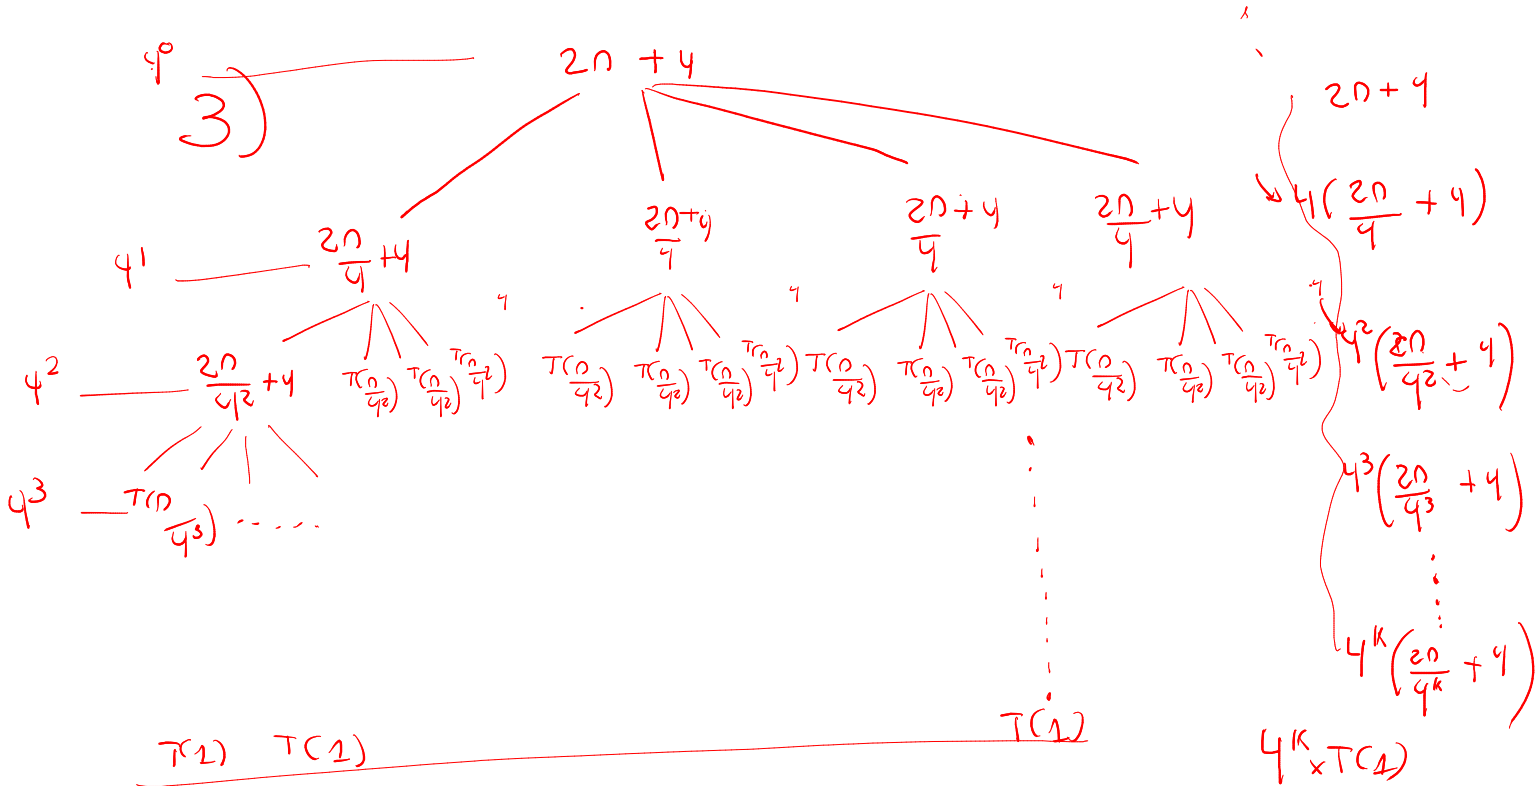 4⁰ 2n + 4
3)
2n + 4
4¹ 2n/4 + 4 2n/4 + 4 2n/4 + 4 2n/4 + 4 4(2n/4 + 4)
4 4 4 4
4² 2n/4² + 4 T(n/4²) T(n/4²) T(n/4²) T(n/4²) T(n/4²) T(n/4²) T(n/4²) T(n/4²) T(n/4²) T(n/4²) T(n/4²) T(n/4²) T(n/4²) T(n/4²) T(n/4²) 4²(2n/4² + 4)
4³ T(n/4³) ...... 4³(2n/4³ + 4)
4ᵏ(2n/4ᵏ + 4)
T(1) T(1) T(1) 4ᵏ × T(1)